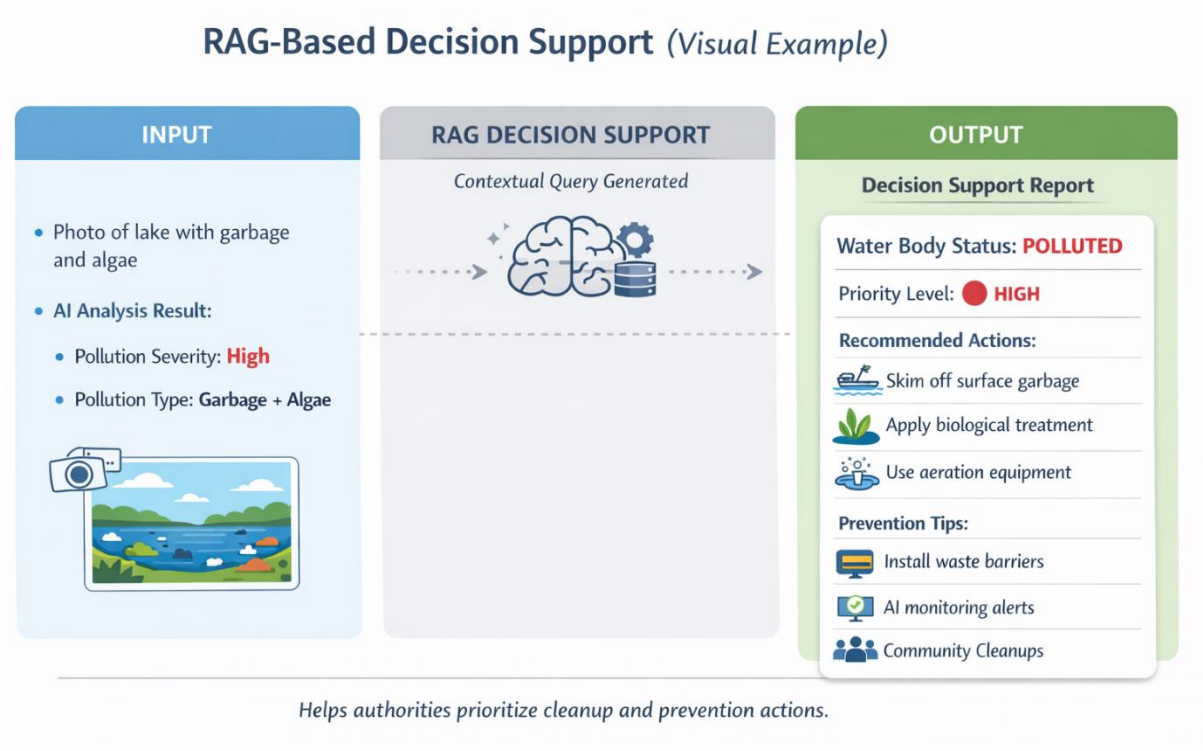 RAG-Based Decision Support (Visual Example)
INPUT
• Photo of lake with garbage
and algae
• AI Analysis Result:
• Pollution Severity: High
• Pollution Type: Garbage + Algae
RAG DECISION SUPPORT
Contextual Query Generated
OUTPUT
Decision Support Report
Water Body Status: POLLUTED
Priority Level: HIGH
Recommended Actions:
Skim off surface garbage
Apply biological treatment
Use aeration equipment
Prevention Tips:
Install waste barriers
AI monitoring alerts
Community Cleanups
Helps authorities prioritize cleanup and prevention actions.